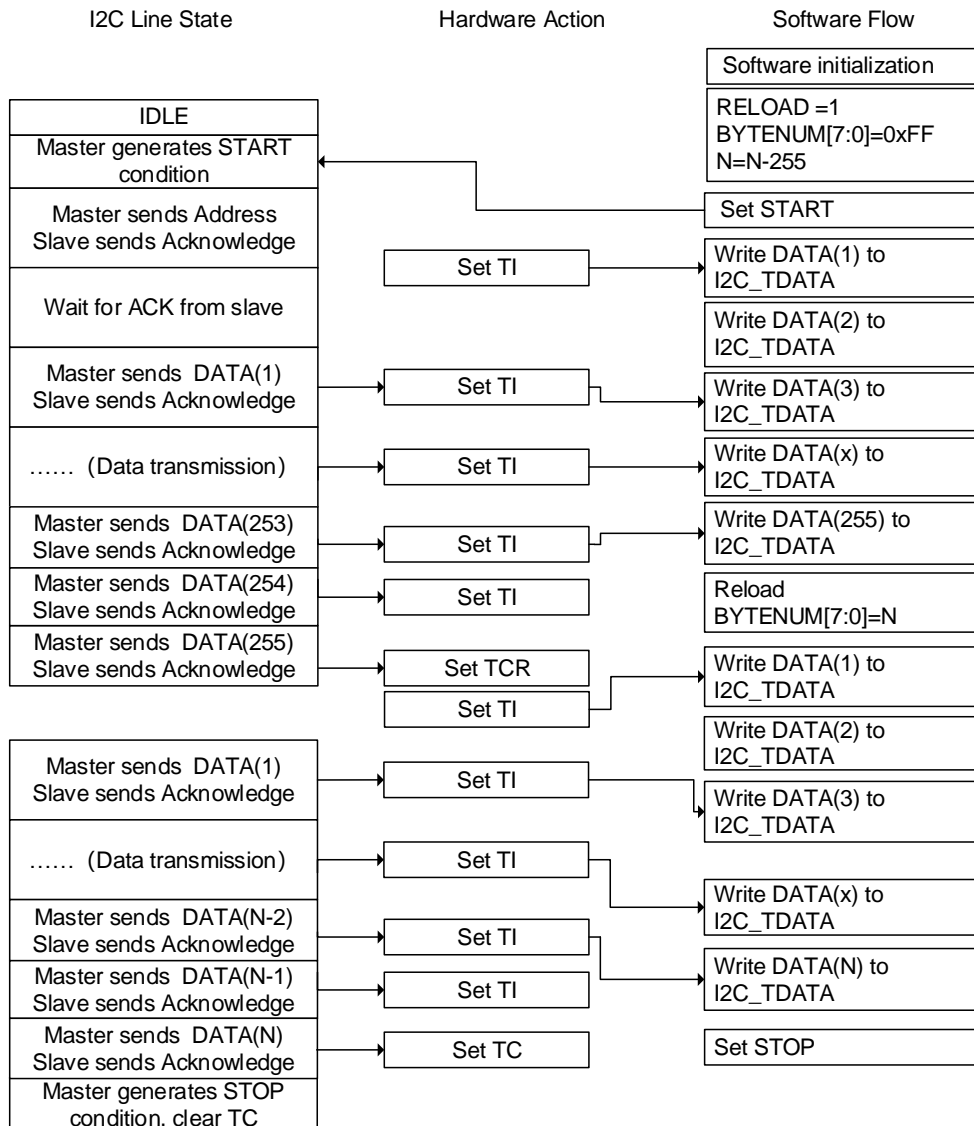 I2C Line State
Hardware Action
Software Flow
Software initialization
IDLE
RELOAD =1
BYTENUM[7:0]=0xFF
N=N-255
Master generates START
condition
Set START
Master sends Address
Slave sends Acknowledge
Set TI
Write DATA(1) to
I2C_TDATA
Wait for ACK from slave
Write DATA(2) to
I2C_TDATA
Master sends DATA(1)
Slave sends Acknowledge
Set TI
Write DATA(3) to
I2C_TDATA
…… (Data transmission)
Set TI
Write DATA(x) to
I2C_TDATA
Master sends DATA(253)
Slave sends Acknowledge
Set TI
Write DATA(255) to
I2C_TDATA
Master sends DATA(254)
Slave sends Acknowledge
Set TI
Reload
BYTENUM[7:0]=N
Master sends DATA(255)
Slave sends Acknowledge
Set TCR
Set TI
Write DATA(1) to
I2C_TDATA
Write DATA(2) to
I2C_TDATA
Master sends DATA(1)
Slave sends Acknowledge
Set TI
Write DATA(3) to
I2C_TDATA
…… (Data transmission)
Set TI
Write DATA(x) to
I2C_TDATA
Master sends DATA(N-2)
Slave sends Acknowledge
Set TI
Write DATA(N) to
I2C_TDATA
Master sends DATA(N-1)
Slave sends Acknowledge
Set TI
Master sends DATA(N)
Slave sends Acknowledge
Set TC
Set STOP
Master generates STOP
condition, clear TC